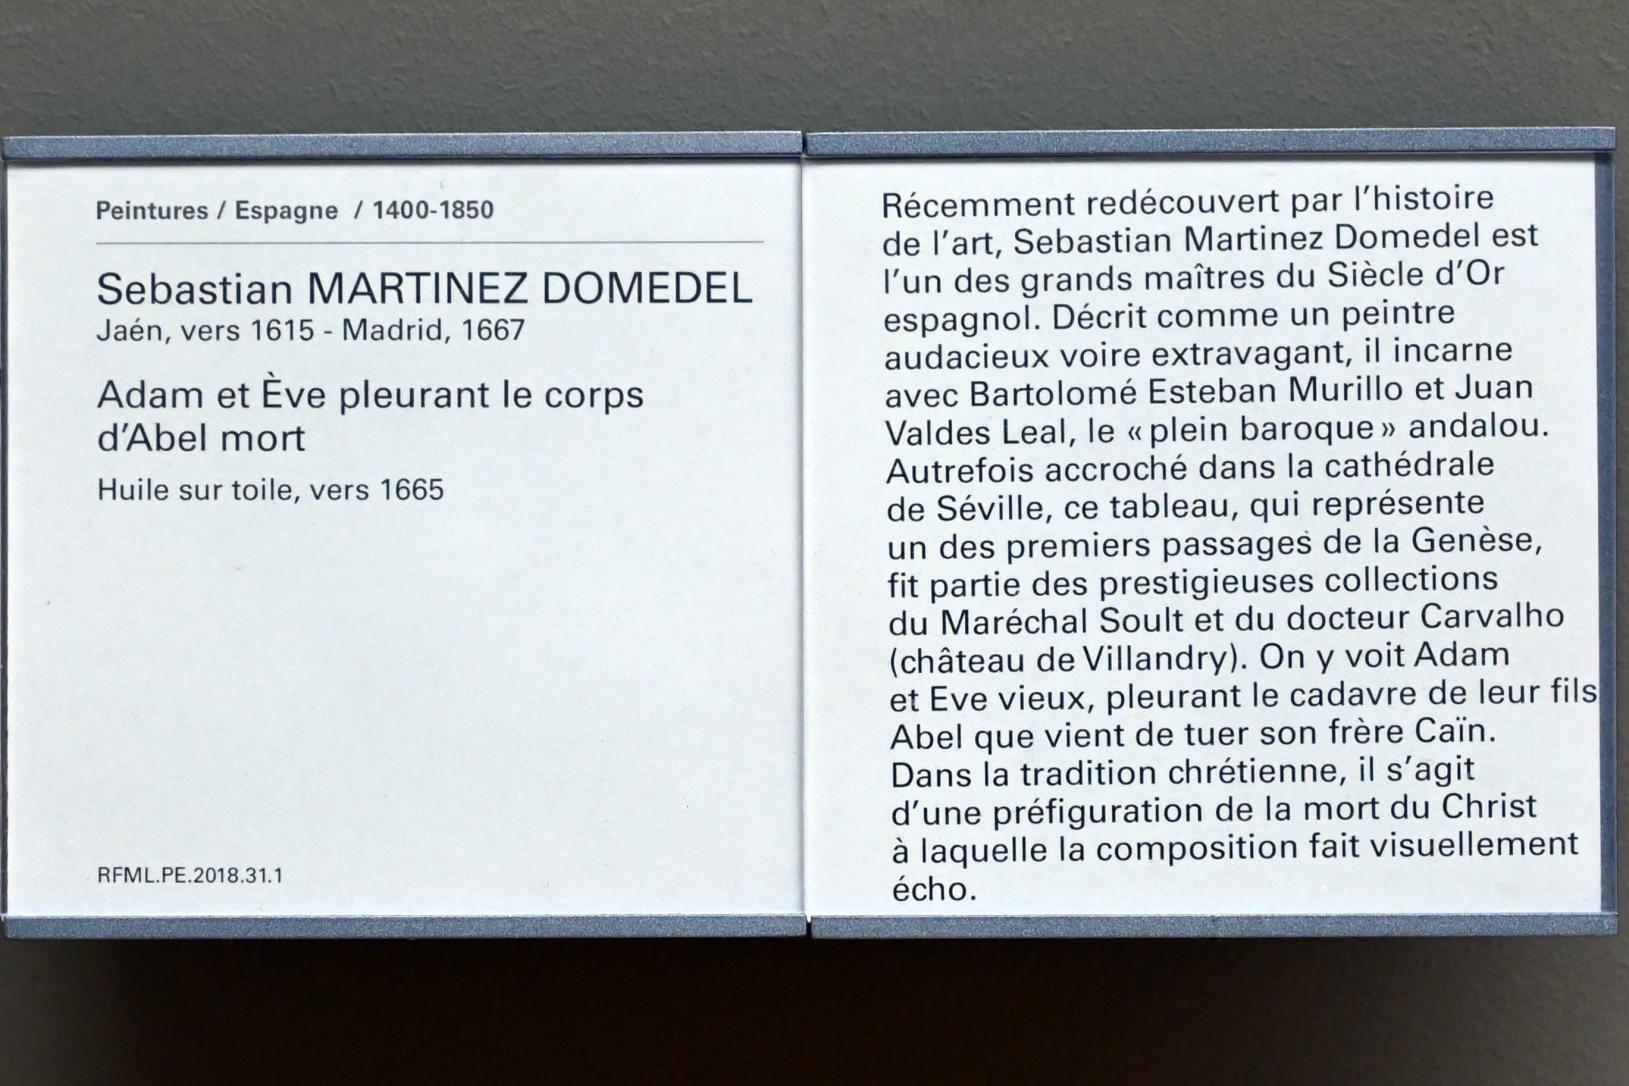 Peintures / Espagne / 1400-1850
Sebastian MARTINEZ DOMEDEL
Jaén, vers 1615 - Madrid, 1667
Adam et Ève pleurant le corps
d'Abel mort
Huile sur toile, vers 1665
RFML.PE.2018.31.1
Récemment redécouvert par l'histoire
de l'art, Sebastian Martinez Domedel est
l'un des grands maîtres du Siècle d'Or
espagnol. Décrit comme un peintre
audacieux voire extravagant, il incarne
avec Bartolomé Esteban Murillo et Juan
Valdes Leal, le « plein baroque » andalou.
Autrefois accroché dans la cathédrale
de Séville, ce tableau, qui représente
un des premiers passages de la Genèse,
fit partie des prestigieuses collections
du Maréchal Soult et du docteur Carvalho
(château de Villandry). On y voit Adam
et Eve vieux, pleurant le cadavre de leur fils
Abel que vient de tuer son frère Caïn.
Dans la tradition chrétienne, il s'agit
d'une préfiguration de la mort du Christ
à laquelle la composition fait visuellement
écho.